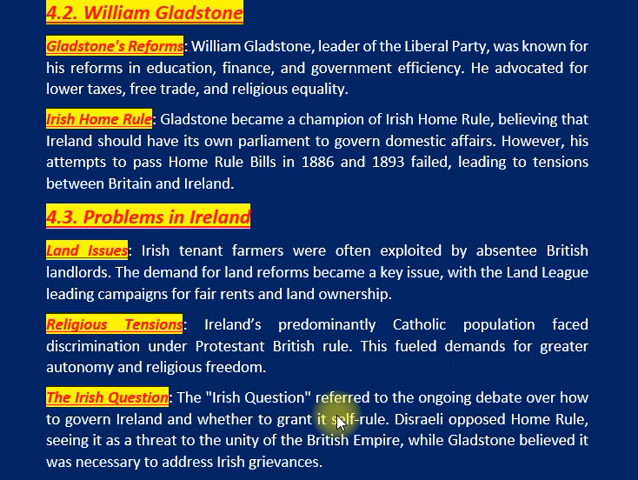 4.2. William Gladstone
Gladstone's Reforms: William Gladstone, leader of the Liberal Party, was known for
his reforms in education, finance, and government efficiency. He advocated for
lower taxes, free trade, and religious equality.
Irish Home Rule: Gladstone became a champion of Irish Home Rule, believing that
Ireland should have its own parliament to govern domestic affairs. However, his
attempts to pass Home Rule Bills in 1886 and 1893 failed, leading to tensions
between Britain and Ireland.
4.3. Problems in Ireland
Land Issues: Irish tenant farmers were often exploited by absentee British
landlords. The demand for land reforms became a key issue, with the Land League
leading campaigns for fair rents and land ownership.
Religious Tensions: Ireland’s predominantly Catholic population faced
discrimination under Protestant British rule. This fueled demands for greater
autonomy and religious freedom.
The Irish Question: The "Irish Question" referred to the ongoing debate over how
to govern Ireland and whether to grant it self-rule. Disraeli opposed Home Rule,
seeing it as a threat to the unity of the British Empire, while Gladstone believed it
was necessary to address Irish grievances.